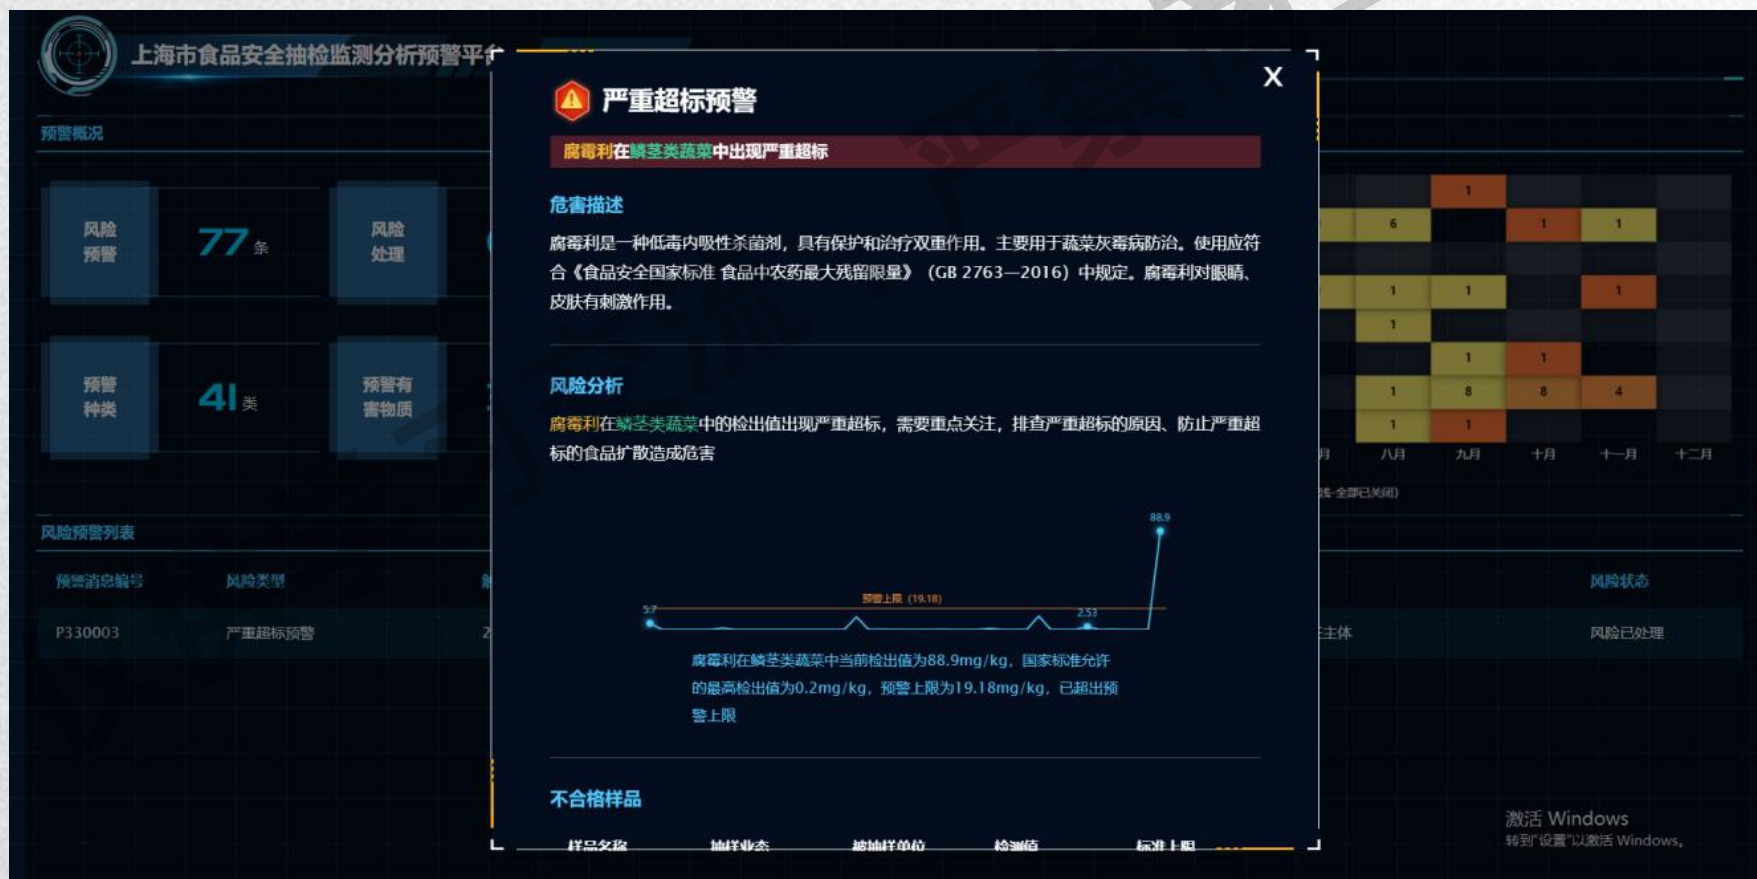 上海市食品安全抽检监测分析预警平台
预警概况
风险
预警
77 条
风险
处理
预警
种类
41 类
预警有
害物质
风险预警列表
预警消息编号
风险类型
P330003
严重超标预警
X
严重超标预警
腐霉利在鳞茎类蔬菜中出现严重超标
危害描述
腐霉利是一种低毒内吸性杀菌剂，具有保护和治疗双重作用。主要用于蔬菜灰霉病防治。使用应符
合《食品安全国家标准 食品中农药最大残留限量》（GB 2763—2016）中规定。腐霉利对眼睛、
皮肤有刺激作用。
风险分析
腐霉利在鳞茎类蔬菜中的检出值出现严重超标，需要重点关注，排查严重超标的原因、防止严重超
标的食品扩散造成危害
88.9
预警上限（19.18）
5.7
2.53
腐霉利在鳞茎类蔬菜中当前检出值为88.9mg/kg，国家标准允许
的最高检出值为0.2mg/kg，预警上限为19.18mg/kg，已超出预
警上限
不合格样品
样品名称 抽样业态 被抽样单位 检测值 标准上限
1
6 1 1
1 1 1
1
1 1
1 8 8 4
1 1
月 八月 九月 十月 十一月 十二月
全部已关闭)
风险状态
主体
风险已处理
激活 Windows
转到"设置"以激活 Windows。